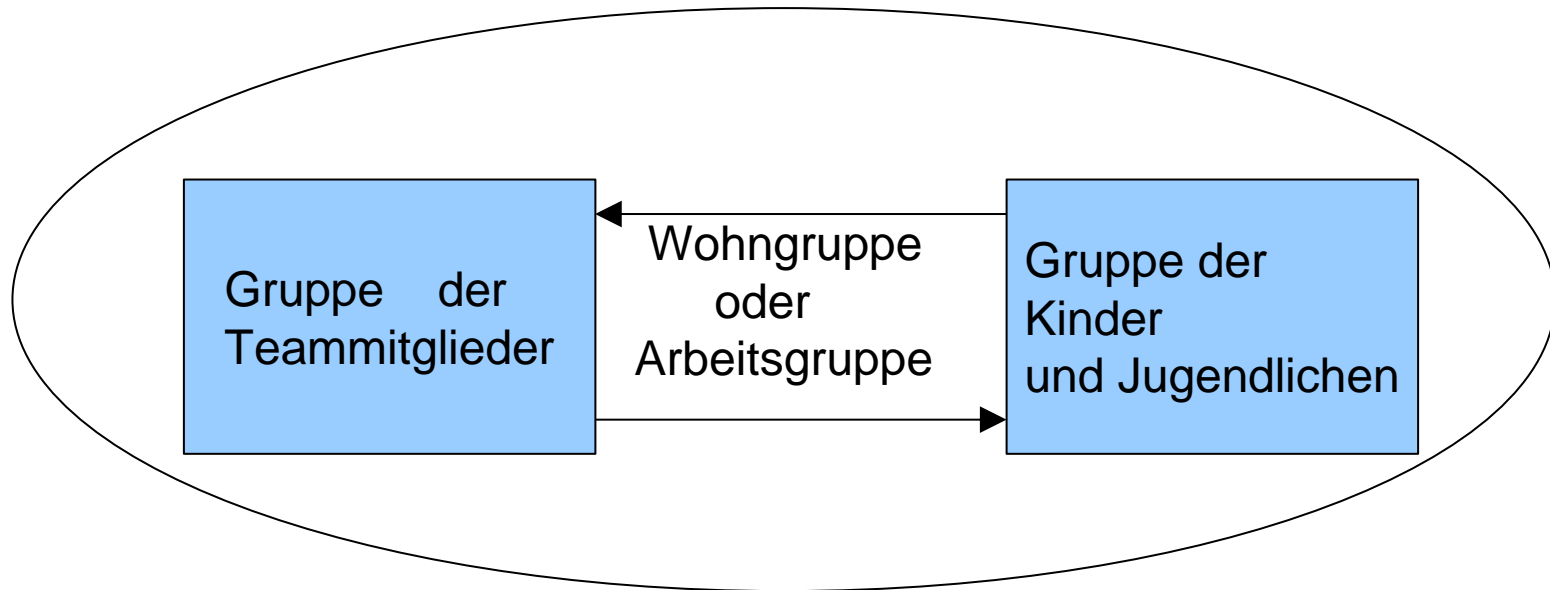 Gruppe der
Teammitglieder
Wohngruppe
oder
Arbeitsgruppe
Gruppe der
Kinder
und Jugendlichen